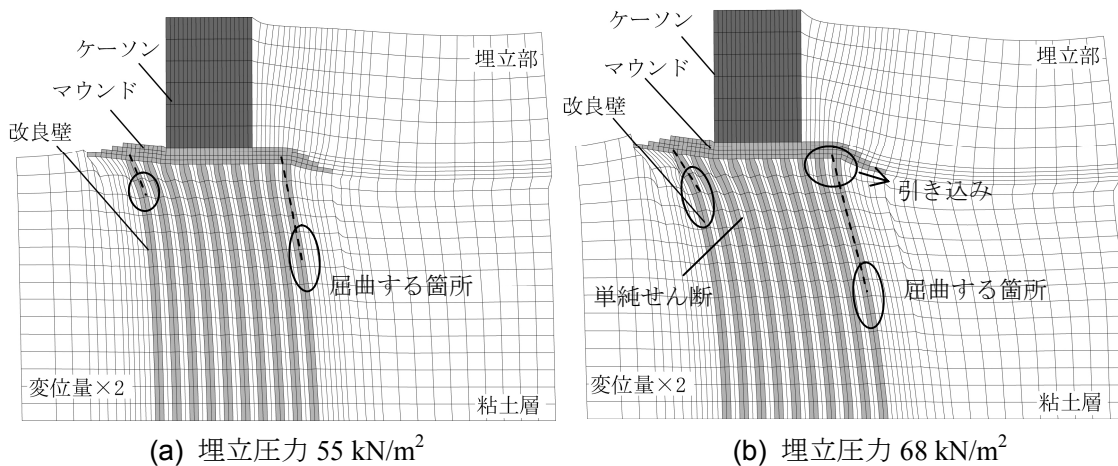 ケーソン
マウンド
改良壁
埋立部
屈曲する箇所
変位量×2
粘土層
(a) 埋立圧力 55 kN/m²
ケーソン
マウンド
改良壁
埋立部
引き込み
単純せん断
屈曲する箇所
変位量×2
粘土層
(b) 埋立圧力 68 kN/m²